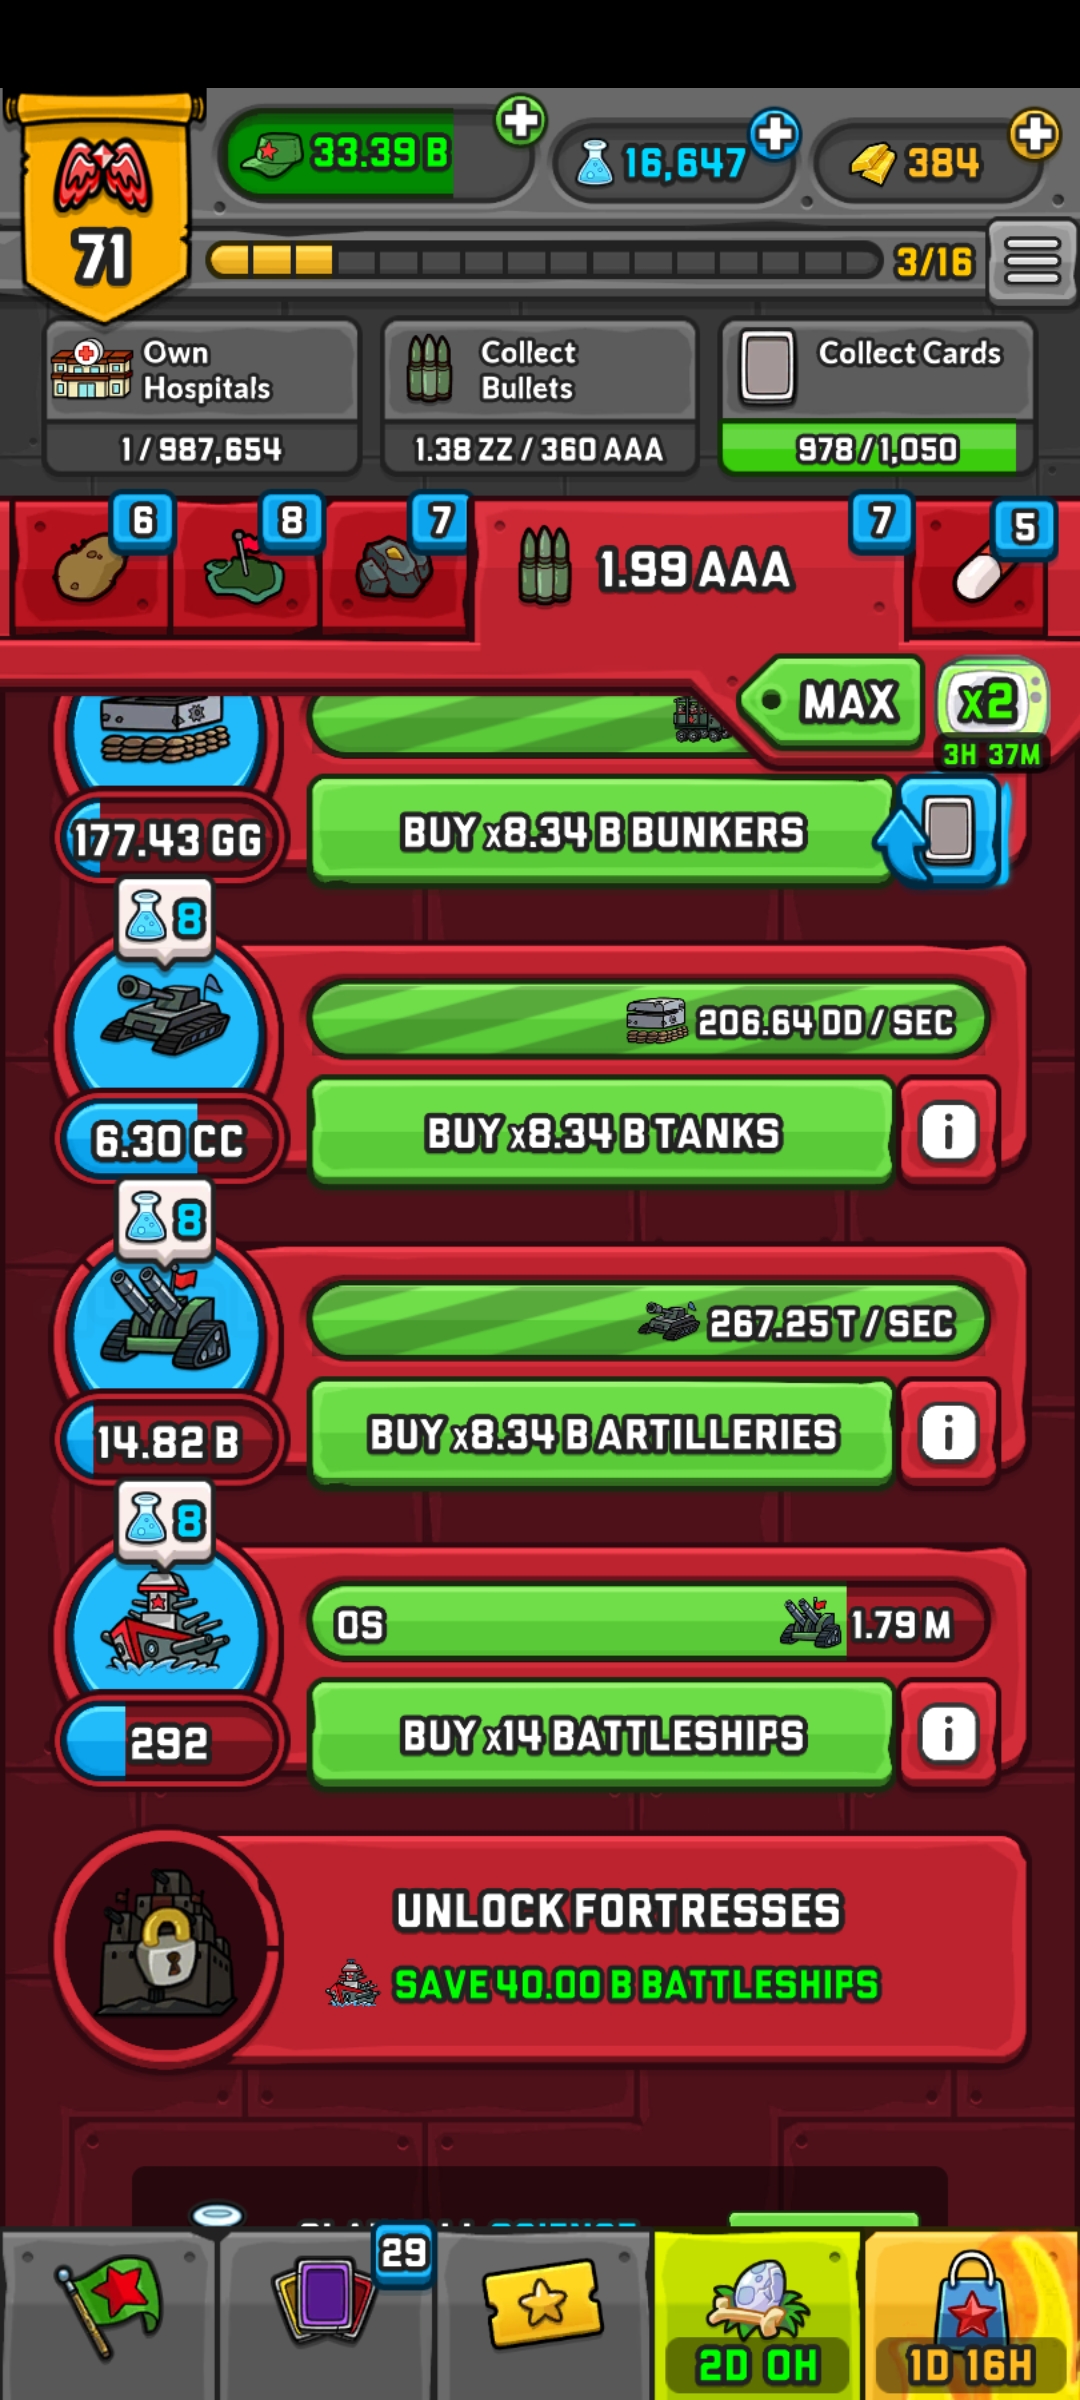 33.39 B
16,647
384
71
3/16
Own
Hospitals
1 / 987,654
Collect
Bullets
1.38 ZZ / 360 AAA
Collect Cards
978 / 1,050
6
8
7
1.99 AAA
7
5
MAX
x2
3H 37M
177.43 GG
BUY x8.34 B BUNKERS
8
206.64 DD / SEC
6.30 CC
BUY x8.34 B TANKS
8
267.25 T / SEC
14.82 B
BUY x8.34 B ARTILLERIES
8
0S
1.79 M
292
BUY x14 BATTLESHIPS
UNLOCK FORTRESSES
SAVE 40.00 B BATTLESHIPS
29
2D 0H
1D 16H